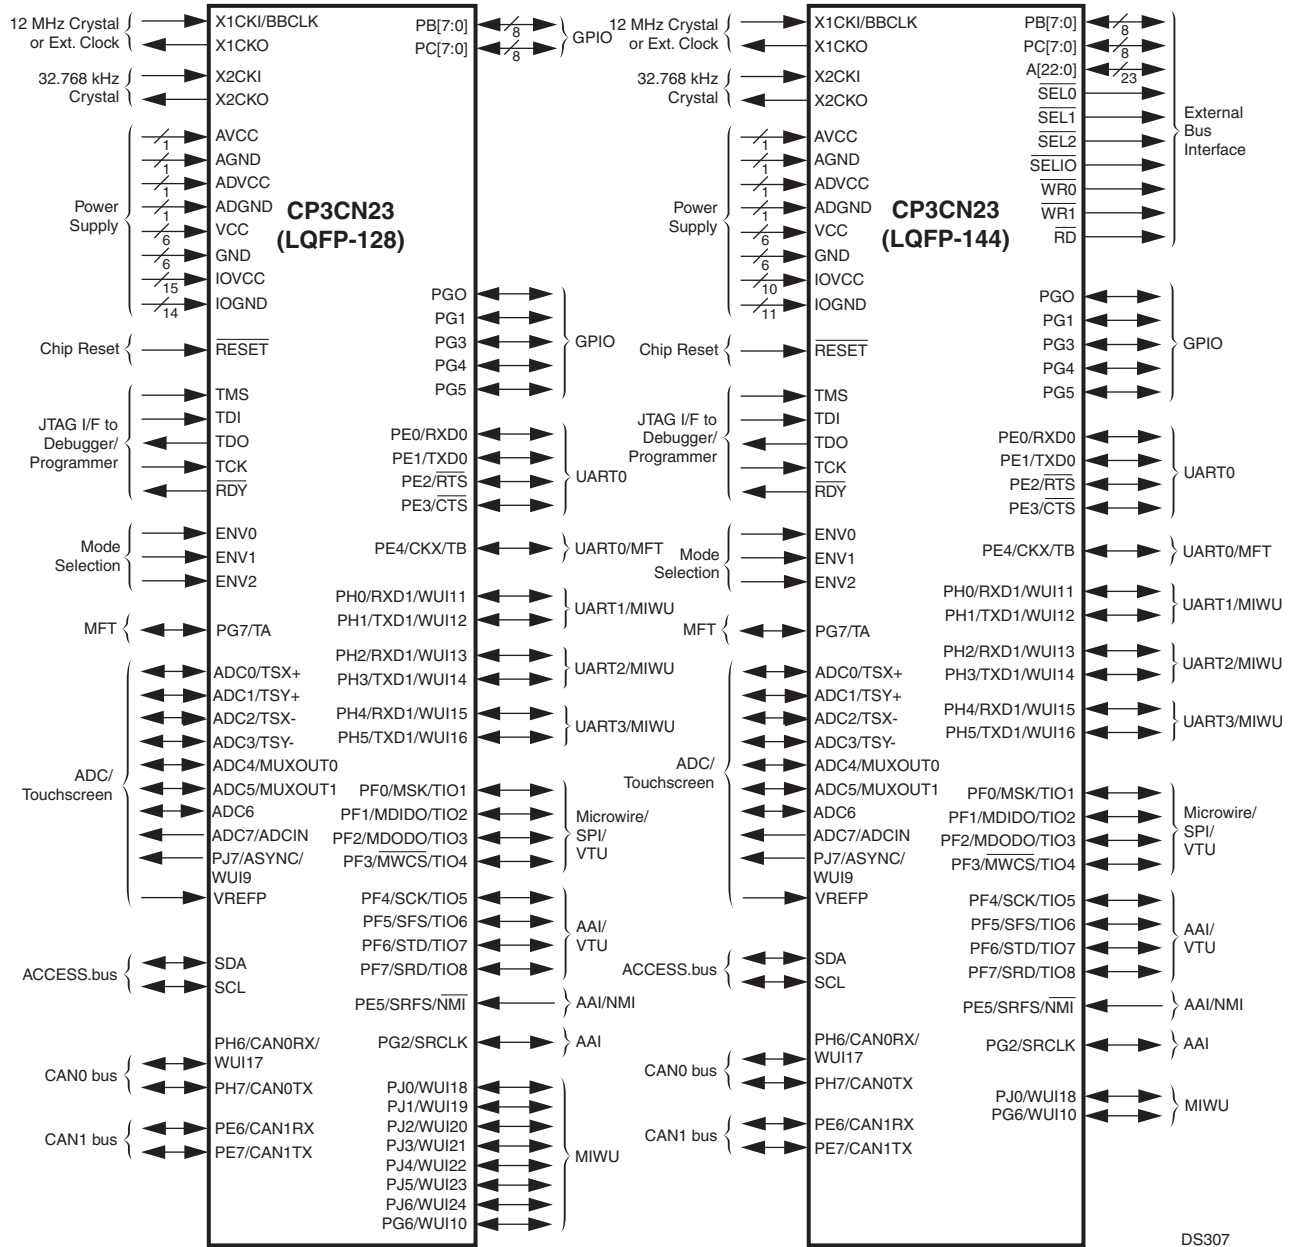 12 MHz Crystal
or Ext. Clock
X1CKI/BBCLK
X1CKO
32.768 kHz
Crystal
X2CKI
X2CKO
Power
Supply
1
AVCC
1
AGND
1
ADVCC
1
ADGND
6
VCC
6
GND
15
IOVCC
14
IOGND
Chip Reset
RESET
JTAG I/F to
Debugger/
Programmer
TMS
TDI
TDO
TCK
RDY
Mode
Selection
ENV0
ENV1
ENV2
MFT
PG7/TA
ADC/
Touchscreen
ADC0/TSX+
ADC1/TSY+
ADC2/TSX-
ADC3/TSY-
ADC4/MUXOUT0
ADC5/MUXOUT1
ADC6
ADC7/ADCIN
PJ7/ASYNC/
WUI9
VREFP
ACCESS.bus
SDA
SCL
CAN0 bus
PH6/CAN0RX/
WUI17
PH7/CAN0TX
CAN1 bus
PE6/CAN1RX
PE7/CAN1TX
CP3CN23
(LQFP-128)
PB[7:0]
8
PC[7:0]
8
GPIO
PGO
PG1
PG3
PG4
PG5
GPIO
PE0/RXD0
PE1/TXD0
PE2/RTS
PE3/CTS
UART0
PE4/CKX/TB
UART0/MFT
PH0/RXD1/WUI11
PH1/TXD1/WUI12
UART1/MIWU
PH2/RXD1/WUI13
PH3/TXD1/WUI14
UART2/MIWU
PH4/RXD1/WUI15
PH5/TXD1/WUI16
UART3/MIWU
PF0/MSK/TIO1
PF1/MDIDO/TIO2
PF2/MDODO/TIO3
PF3/MWCS/TIO4
Microwire/
SPI/
VTU
PF4/SCK/TIO5
PF5/SFS/TIO6
PF6/STD/TIO7
PF7/SRD/TIO8
AAI/
VTU
PE5/SRFS/NMI
AAI/NMI
PG2/SRCLK
AAI
PJ0/WUI18
PJ1/WUI19
PJ2/WUI20
PJ3/WUI21
PJ4/WUI22
PJ5/WUI23
PJ6/WUI24
PG6/WUI10
MIWU
12 MHz Crystal
or Ext. Clock
X1CKI/BBCLK
X1CKO
32.768 kHz
Crystal
X2CKI
X2CKO
Power
Supply
1
AVCC
1
AGND
1
ADVCC
1
ADGND
6
VCC
6
GND
10
IOVCC
11
IOGND
Chip Reset
RESET
JTAG I/F to
Debugger/
Programmer
TMS
TDI
TDO
TCK
RDY
Mode
Selection
ENV0
ENV1
ENV2
MFT
PG7/TA
ADC/
Touchscreen
ADC0/TSX+
ADC1/TSY+
ADC2/TSX-
ADC3/TSY-
ADC4/MUXOUT0
ADC5/MUXOUT1
ADC6
ADC7/ADCIN
PJ7/ASYNC/
WUI9
VREFP
ACCESS.bus
SDA
SCL
CAN0 bus
PH6/CAN0RX/
WUI17
PH7/CAN0TX
CAN1 bus
PE6/CAN1RX
PE7/CAN1TX
CP3CN23
(LQFP-144)
PB[7:0]
8
PC[7:0]
8
A[22:0]
23
SEL0
SEL1
SEL2
SELIO
WR0
WR1
RD
External
Bus
Interface
PGO
PG1
PG3
PG4
PG5
GPIO
PE0/RXD0
PE1/TXD0
PE2/RTS
PE3/CTS
UART0
PE4/CKX/TB
UART0/MFT
PH0/RXD1/WUI11
PH1/TXD1/WUI12
UART1/MIWU
PH2/RXD1/WUI13
PH3/TXD1/WUI14
UART2/MIWU
PH4/RXD1/WUI15
PH5/TXD1/WUI16
UART3/MIWU
PF0/MSK/TIO1
PF1/MDIDO/TIO2
PF2/MDODO/TIO3
PF3/MWCS/TIO4
Microwire/
SPI/
VTU
PF4/SCK/TIO5
PF5/SFS/TIO6
PF6/STD/TIO7
PF7/SRD/TIO8
AAI/
VTU
PE5/SRFS/NMI
AAI/NMI
PG2/SRCLK
AAI
PJ0/WUI18
PG6/WUI10
MIWU
DS307